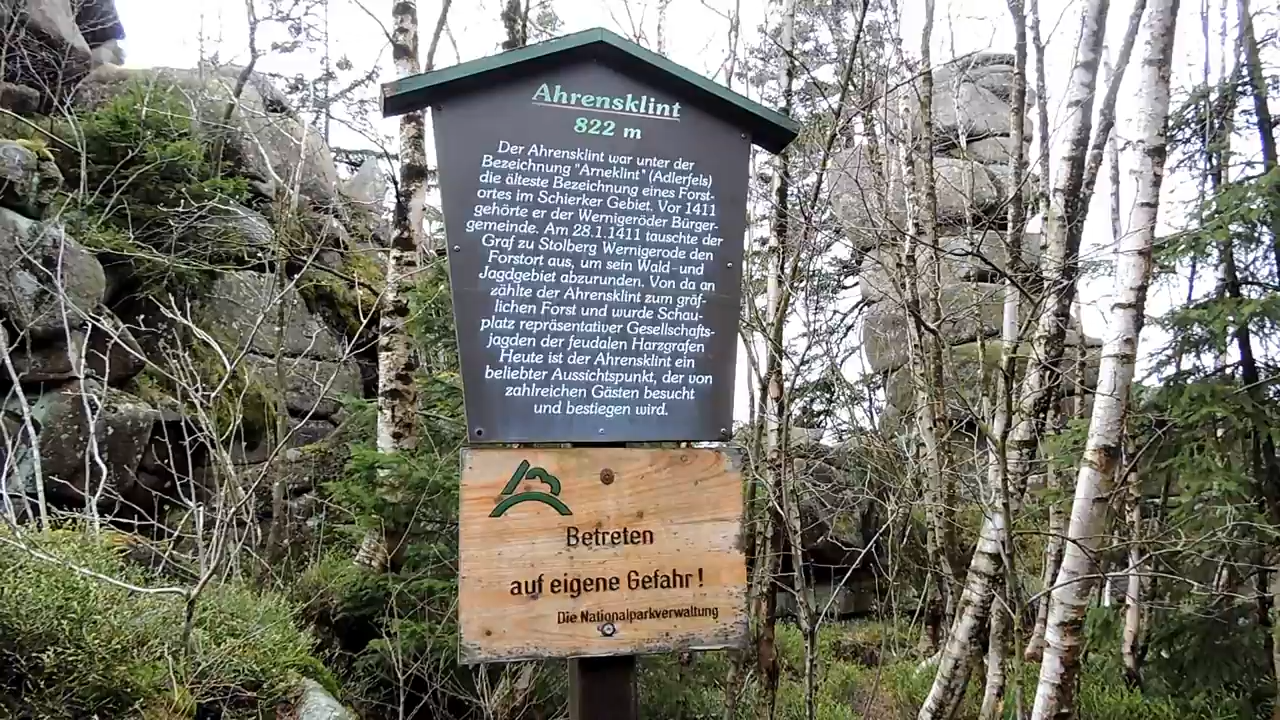 Ahrensklint
822 m
Der Ahrensklint war unter der
Bezeichnung "Arneklint" (Adlerfels)
die älteste Bezeichnung eines Forst-
ortes im Schierker Gebiet. Vor 1411
gehörte er der Wernigeröder Bürger-
gemeinde. Am 28.1.1411 tauschte der
Graf zu Stolberg Wernigerode den
Forstort aus, um sein Wald- und
Jagdgebiet abzurunden. Von da an
zählte der Ahrensklint zum gräf-
lichen Forst und wurde Schau-
platz repräsentativer Gesellschafts-
jagden der feudalen Harzgrafen
Heute ist der Ahrensklint ein
beliebter Aussichtspunkt, der von
zahlreichen Gästen besucht
und bestiegen wird.
Betreten
auf eigene Gefahr!
Die Nationalparkverwaltung